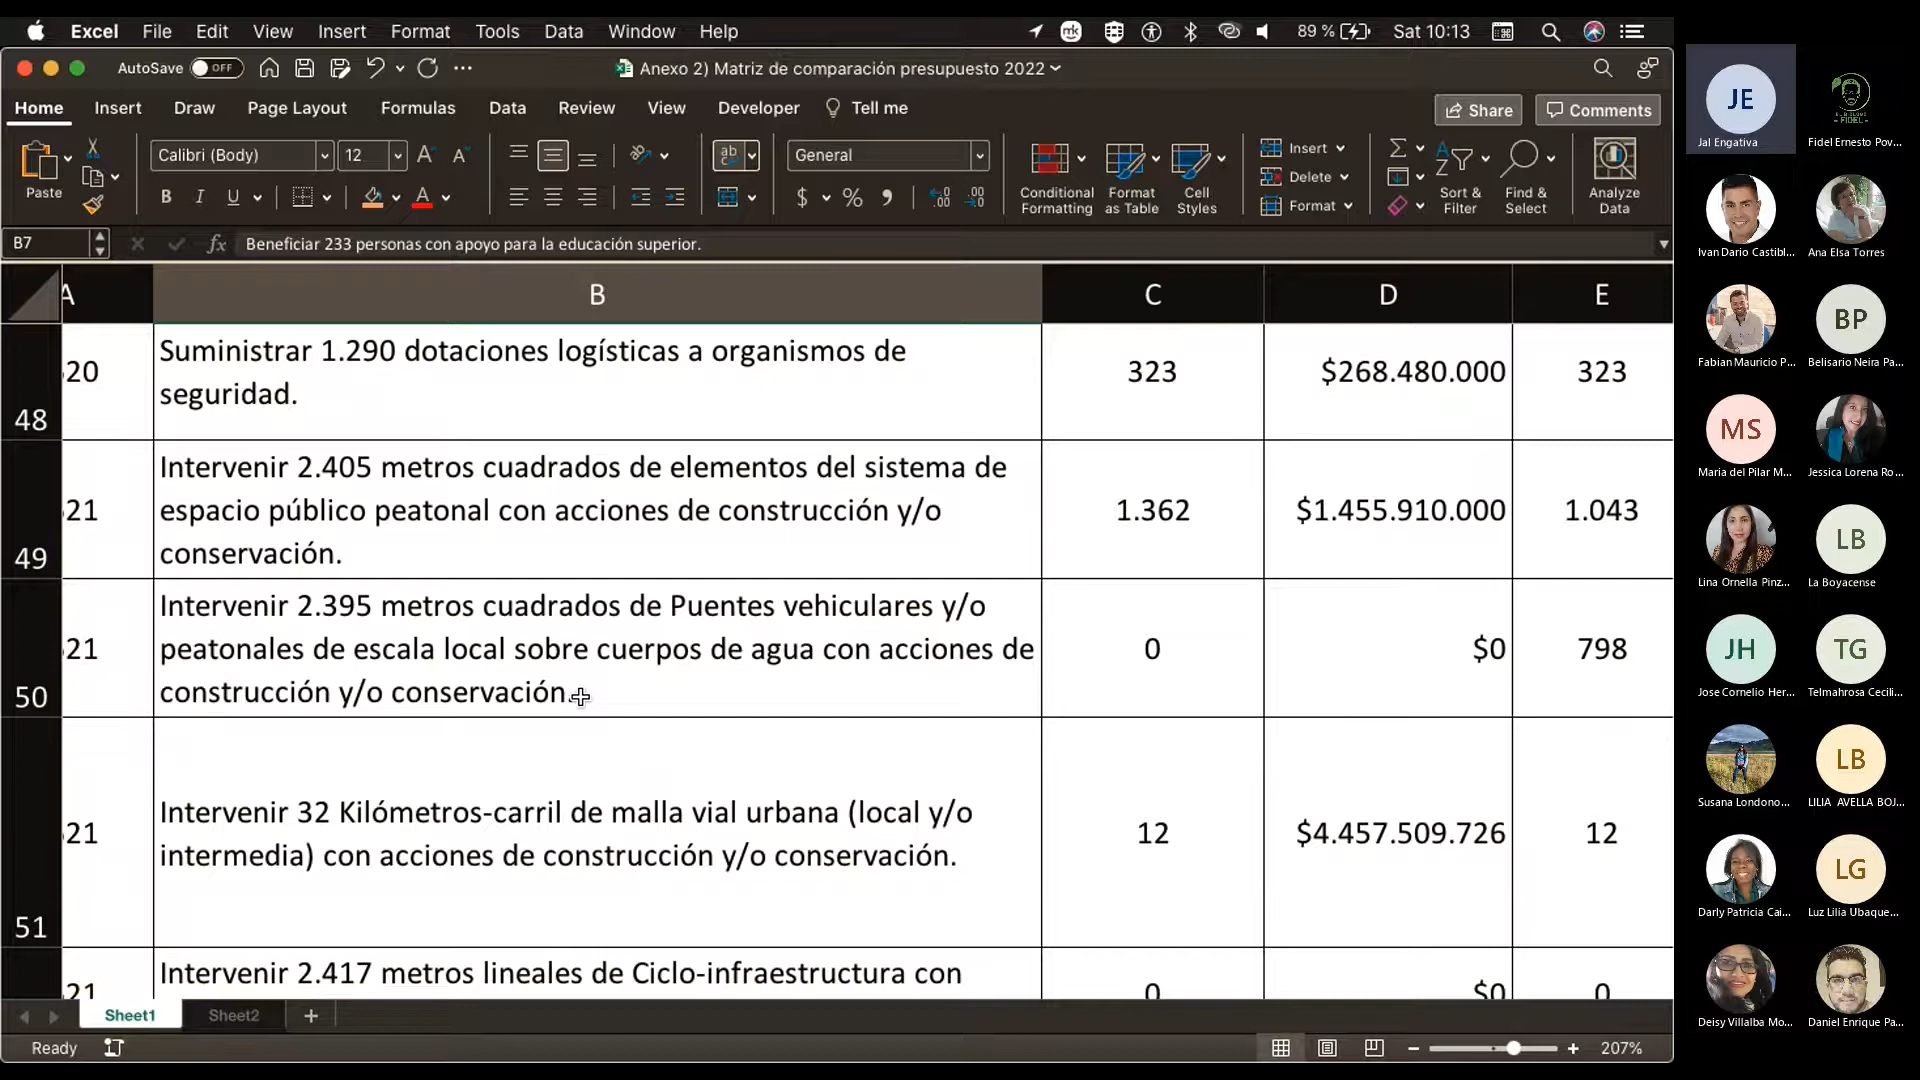 Excel File Edit View Insert Format Tools Data Window Help 89 % Sat 10:13
AutoSave OFF ... Anexo 2) Matriz de comparación presupuesto 2022
Home Insert Draw Page Layout Formulas Data Review View Developer Tell me Share Comments
Paste Calibri (Body) 12 A A ab General Insert
B I U A $ % Delete
Conditional Formatting Format as Table Cell Styles Format Sort & Filter Find & Select Analyze Data
B7 fx Beneficiar 233 personas con apoyo para la educación superior.
A B C D E
48 20 Suministrar 1.290 dotaciones logísticas a organismos de 323 $268.480.000 323
seguridad.
49 21 Intervenir 2.405 metros cuadrados de elementos del sistema de 1.362 $1.455.910.000 1.043
espacio público peatonal con acciones de construcción y/o
conservación.
50 21 Intervenir 2.395 metros cuadrados de Puentes vehiculares y/o 0 $0 798
peatonales de escala local sobre cuerpos de agua con acciones de
construcción y/o conservación.
51 21 Intervenir 32 Kilómetros-carril de malla vial urbana (local y/o 12 $4.457.509.726 12
intermedia) con acciones de construcción y/o conservación.
21 Intervenir 2.417 metros lineales de Ciclo-infraestructura con 0 $0 0
Sheet1 Sheet2 +
Ready 207%
JE
Jal Engativa
FIDEL
Fidel Ernesto Pov...
Ivan Dario Castibl...
Ana Elsa Torres
Fabian Mauricio P...
BP
Belisario Neira Pa...
MS
Maria del Pilar M...
Jessica Lorena Ro...
Lina Ornella Pinz...
LB
La Boyacense
JH
Jose Cornelio Her...
TG
Telmahrosa Cecili...
Susana Londono...
LB
LILIA AVELLA BOJ...
Darly Patricia Cai...
LG
Luz Lilia Ubaque...
Deisy Villalba Mo...
Daniel Enrique Pa...